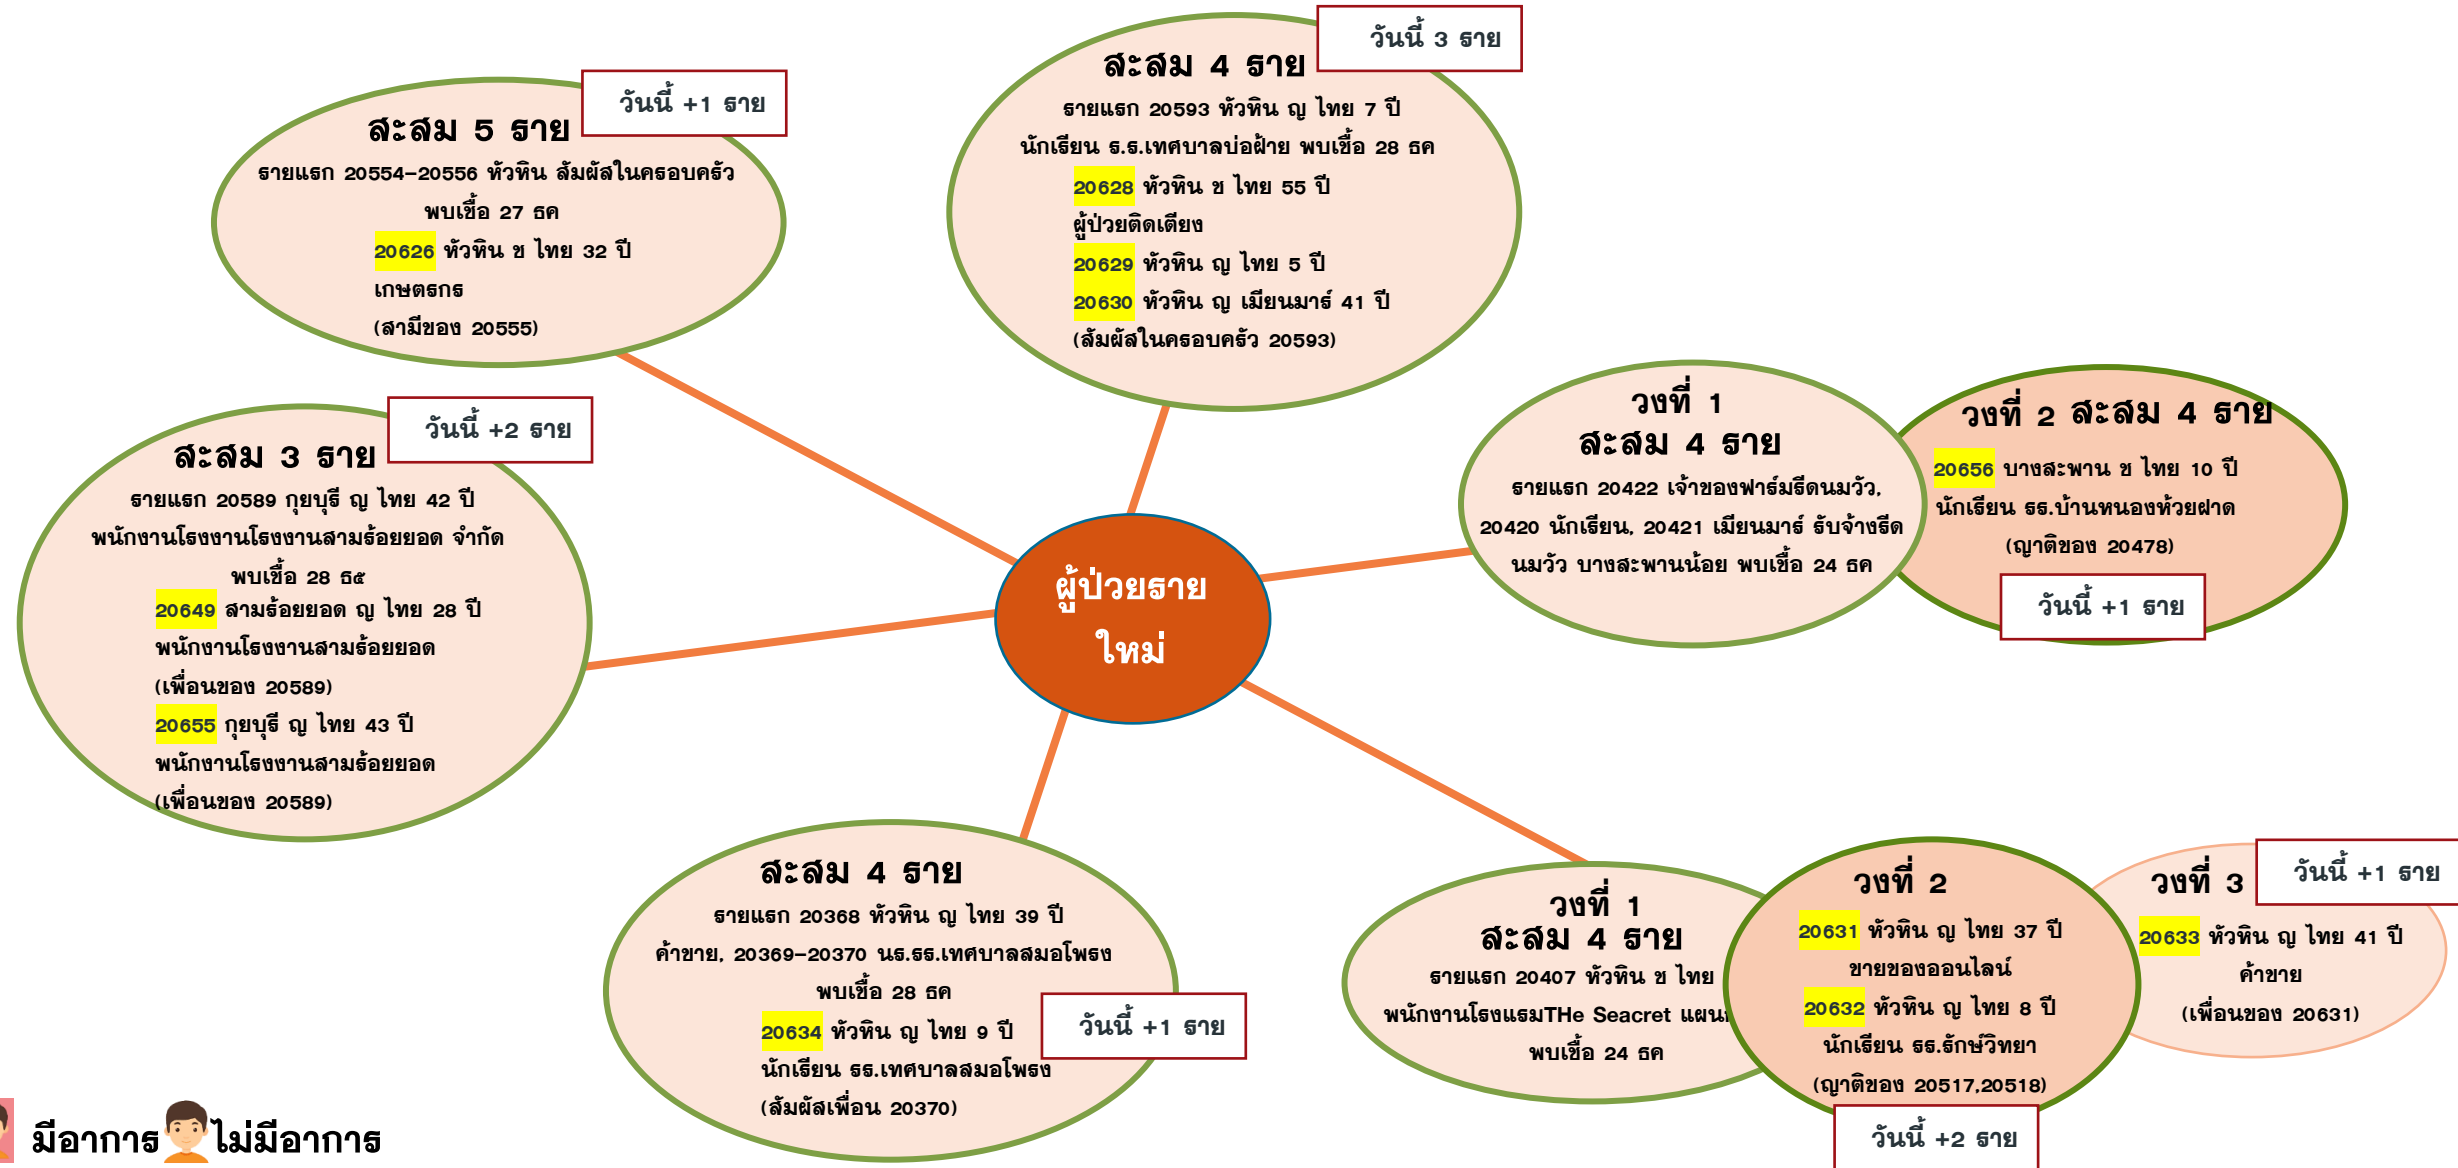 วันนี้ +1 ราย
สะสม 5 ราย
รายแรก 20554-20556 หัวหิน สัมผัสในครอบครัว
พบเชื้อ 27 ธค
20626 หัวหิน ช ไทย 32 ปี
เกษตรกร
(สามีของ 20555)
วันนี้ 3 ราย
สะสม 4 ราย
รายแรก 20593 หัวหิน ญ ไทย 7 ปี
นักเรียน ร.ร.เทศบาลบ่อฝ้าย พบเชื้อ 28 ธค
20628 หัวหิน ช ไทย 55 ปี
ผู้ป่วยติดเตียง
20629 หัวหิน ญ ไทย 5 ปี
20630 หัวหิน ญ เมียนมาร์ 41 ปี
(สัมผัสในครอบครัว 20593)
วันนี้ +2 ราย
สะสม 3 ราย
รายแรก 20589 กุยบุรี ญ ไทย 42 ปี
พนักงานโรงงานโรงงานสามร้อยยอด จำกัด
พบเชื้อ 28 ธ๕
20649 สามร้อยยอด ญ ไทย 28 ปี
พนักงานโรงงานสามร้อยยอด
(เพื่อนของ 20589)
20655 กุยบุรี ญ ไทย 43 ปี
พนักงานโรงงานสามร้อยยอด
(เพื่อนของ 20589)
วงที่ 1
สะสม 4 ราย
รายแรก 20422 เจ้าของฟาร์มรีดนมวัว,
20420 นักเรียน, 20421 เมียนมาร์ รับจ้างรีด
นมวัว บางสะพานน้อย พบเชื้อ 24 ธค
วงที่ 2 สะสม 4 ราย
20656 บางสะพาน ช ไทย 10 ปี
นักเรียน รร.บ้านหนองห้วยฝาด
(ญาติของ 20478)
วันนี้ +1 ราย
ผู้ป่วยราย
ใหม่
สะสม 4 ราย
รายแรก 20368 หัวหิน ญ ไทย 39 ปี
ค้าขาย, 20369-20370 นร.รร.เทศบาลสมอโพรง
พบเชื้อ 28 ธค
20634 หัวหิน ญ ไทย 9 ปี
นักเรียน รร.เทศบาลสมอโพรง
(สัมผัสเพื่อน 20370)
วันนี้ +1 ราย
วงที่ 1
สะสม 4 ราย
รายแรก 20407 หัวหิน ช ไทย
พนักงานโรงแรมTHe Seacret
พบเชื้อ 24 ธค
วงที่ 2
20631 หัวหิน ญ ไทย 37 ปี
ขายของออนไลน์
20632 หัวหิน ญ ไทย 8 ปี
นักเรียน รร.รักษ์วิทยา
(ญาติของ 20517,20518)
วันนี้ +2 ราย
วงที่ 3
วันนี้ +1 ราย
20633 หัวหิน ญ ไทย 41 ปี
ค้าขาย
(เพื่อนของ 20631)
มีอาการ ไม่มีอาการ